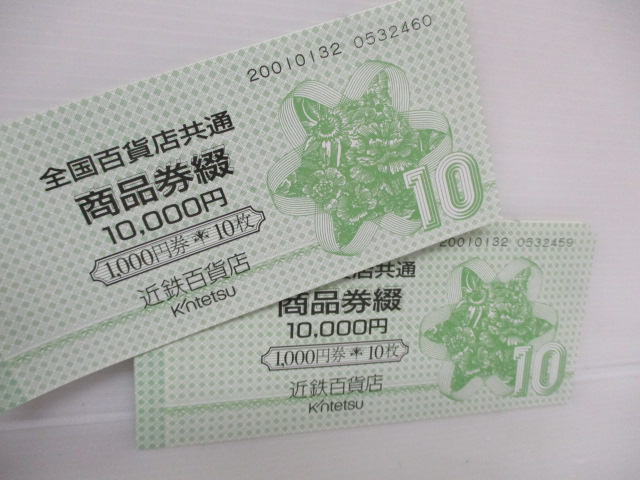 20010132 0532460
全国百貨店共通
商品券綴
10,000円
1,000円券＊10枚
近鉄百貨店
Kintetsu
10
20010132 0532459
貨店共通
商品券綴
10,000円
1,000円券＊10枚
近鉄百貨店
Kintetsu
10